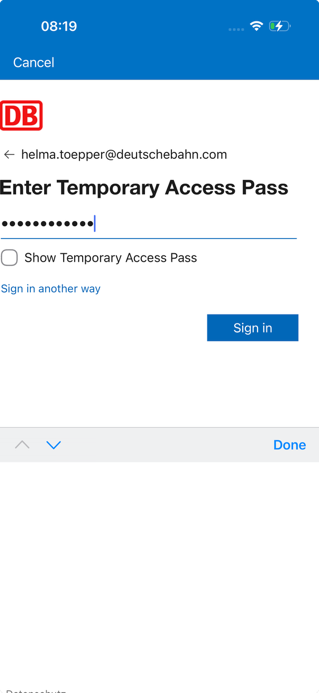 08:19
Cancel
DB
← helma.toepper@deutschebahn.com
Enter Temporary Access Pass
••••••••••••
Show Temporary Access Pass
Sign in another way
Sign in
Done